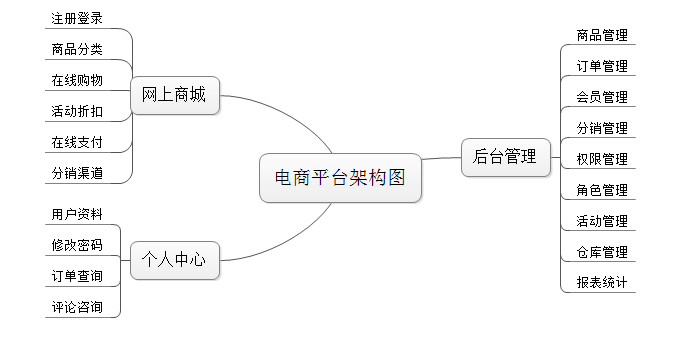 注册登录
商品分类
在线购物
活动折扣
在线支付
分销渠道
网上商城
用户资料
修改密码
订单查询
评论咨询
个人中心
电商平台架构图
后台管理
商品管理
订单管理
会员管理
分销管理
权限管理
角色管理
活动管理
仓库管理
报表统计